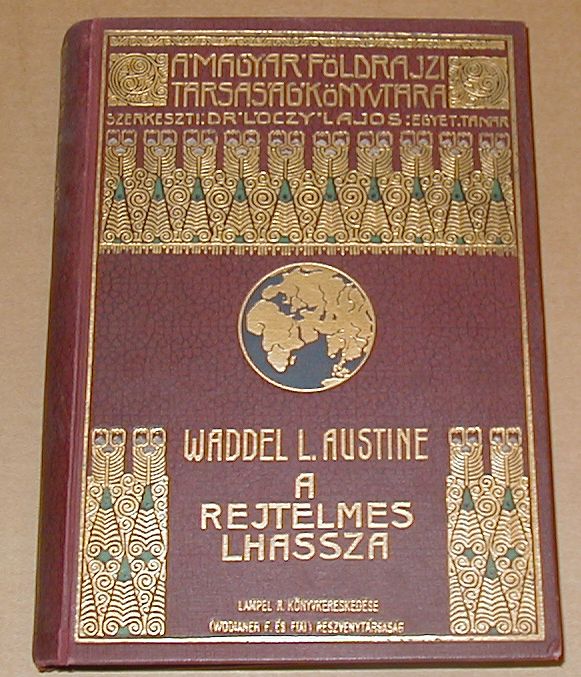 A MAGYAR FÖLDRAJZI
TÁRSASÁG KÖNYVTÁRA
SZERKESZTI: DR LÓCZY LAJOS: EGYET. TANÁR
WADDEL L. AUSTINE
A
REJTELMES
LHASSZA
LAMPEL R. KÖNYVKERESKEDÉSE
(WODIANER F. ÉS FIAI) RÉSZVÉNYTÁRSASÁG